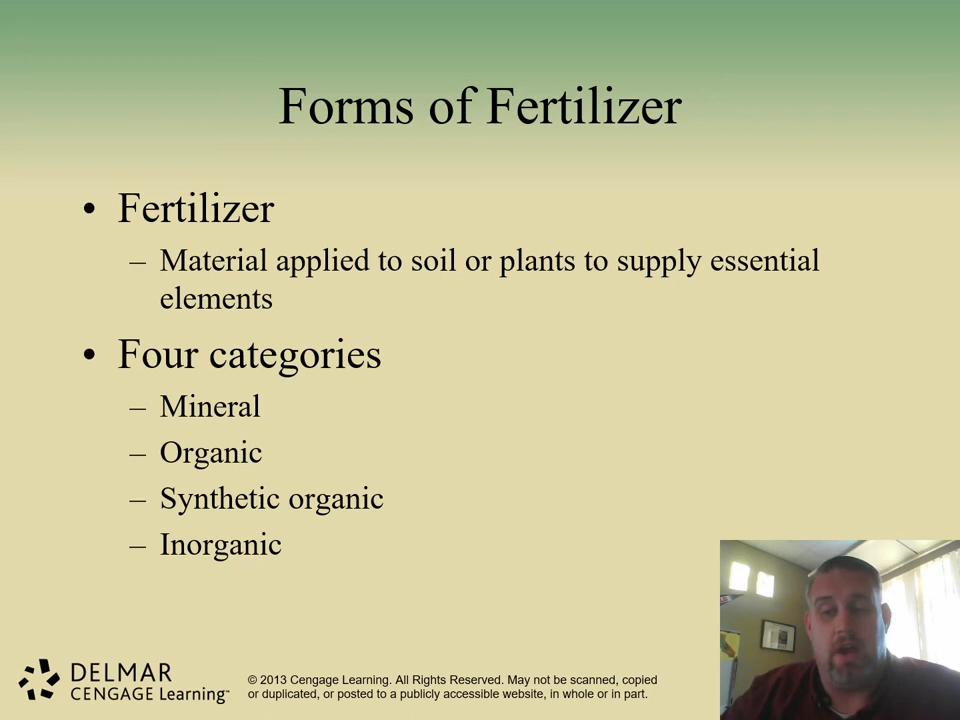 Forms of Fertilizer
• Fertilizer
– Material applied to soil or plants to supply essential
elements
• Four categories
– Mineral
– Organic
– Synthetic organic
– Inorganic
DELMAR
CENGAGE Learning™
© 2013 Cengage Learning. All Rights Reserved. May not be scanned, copied
or duplicated, or posted to a publicly accessible website, in whole or in part.